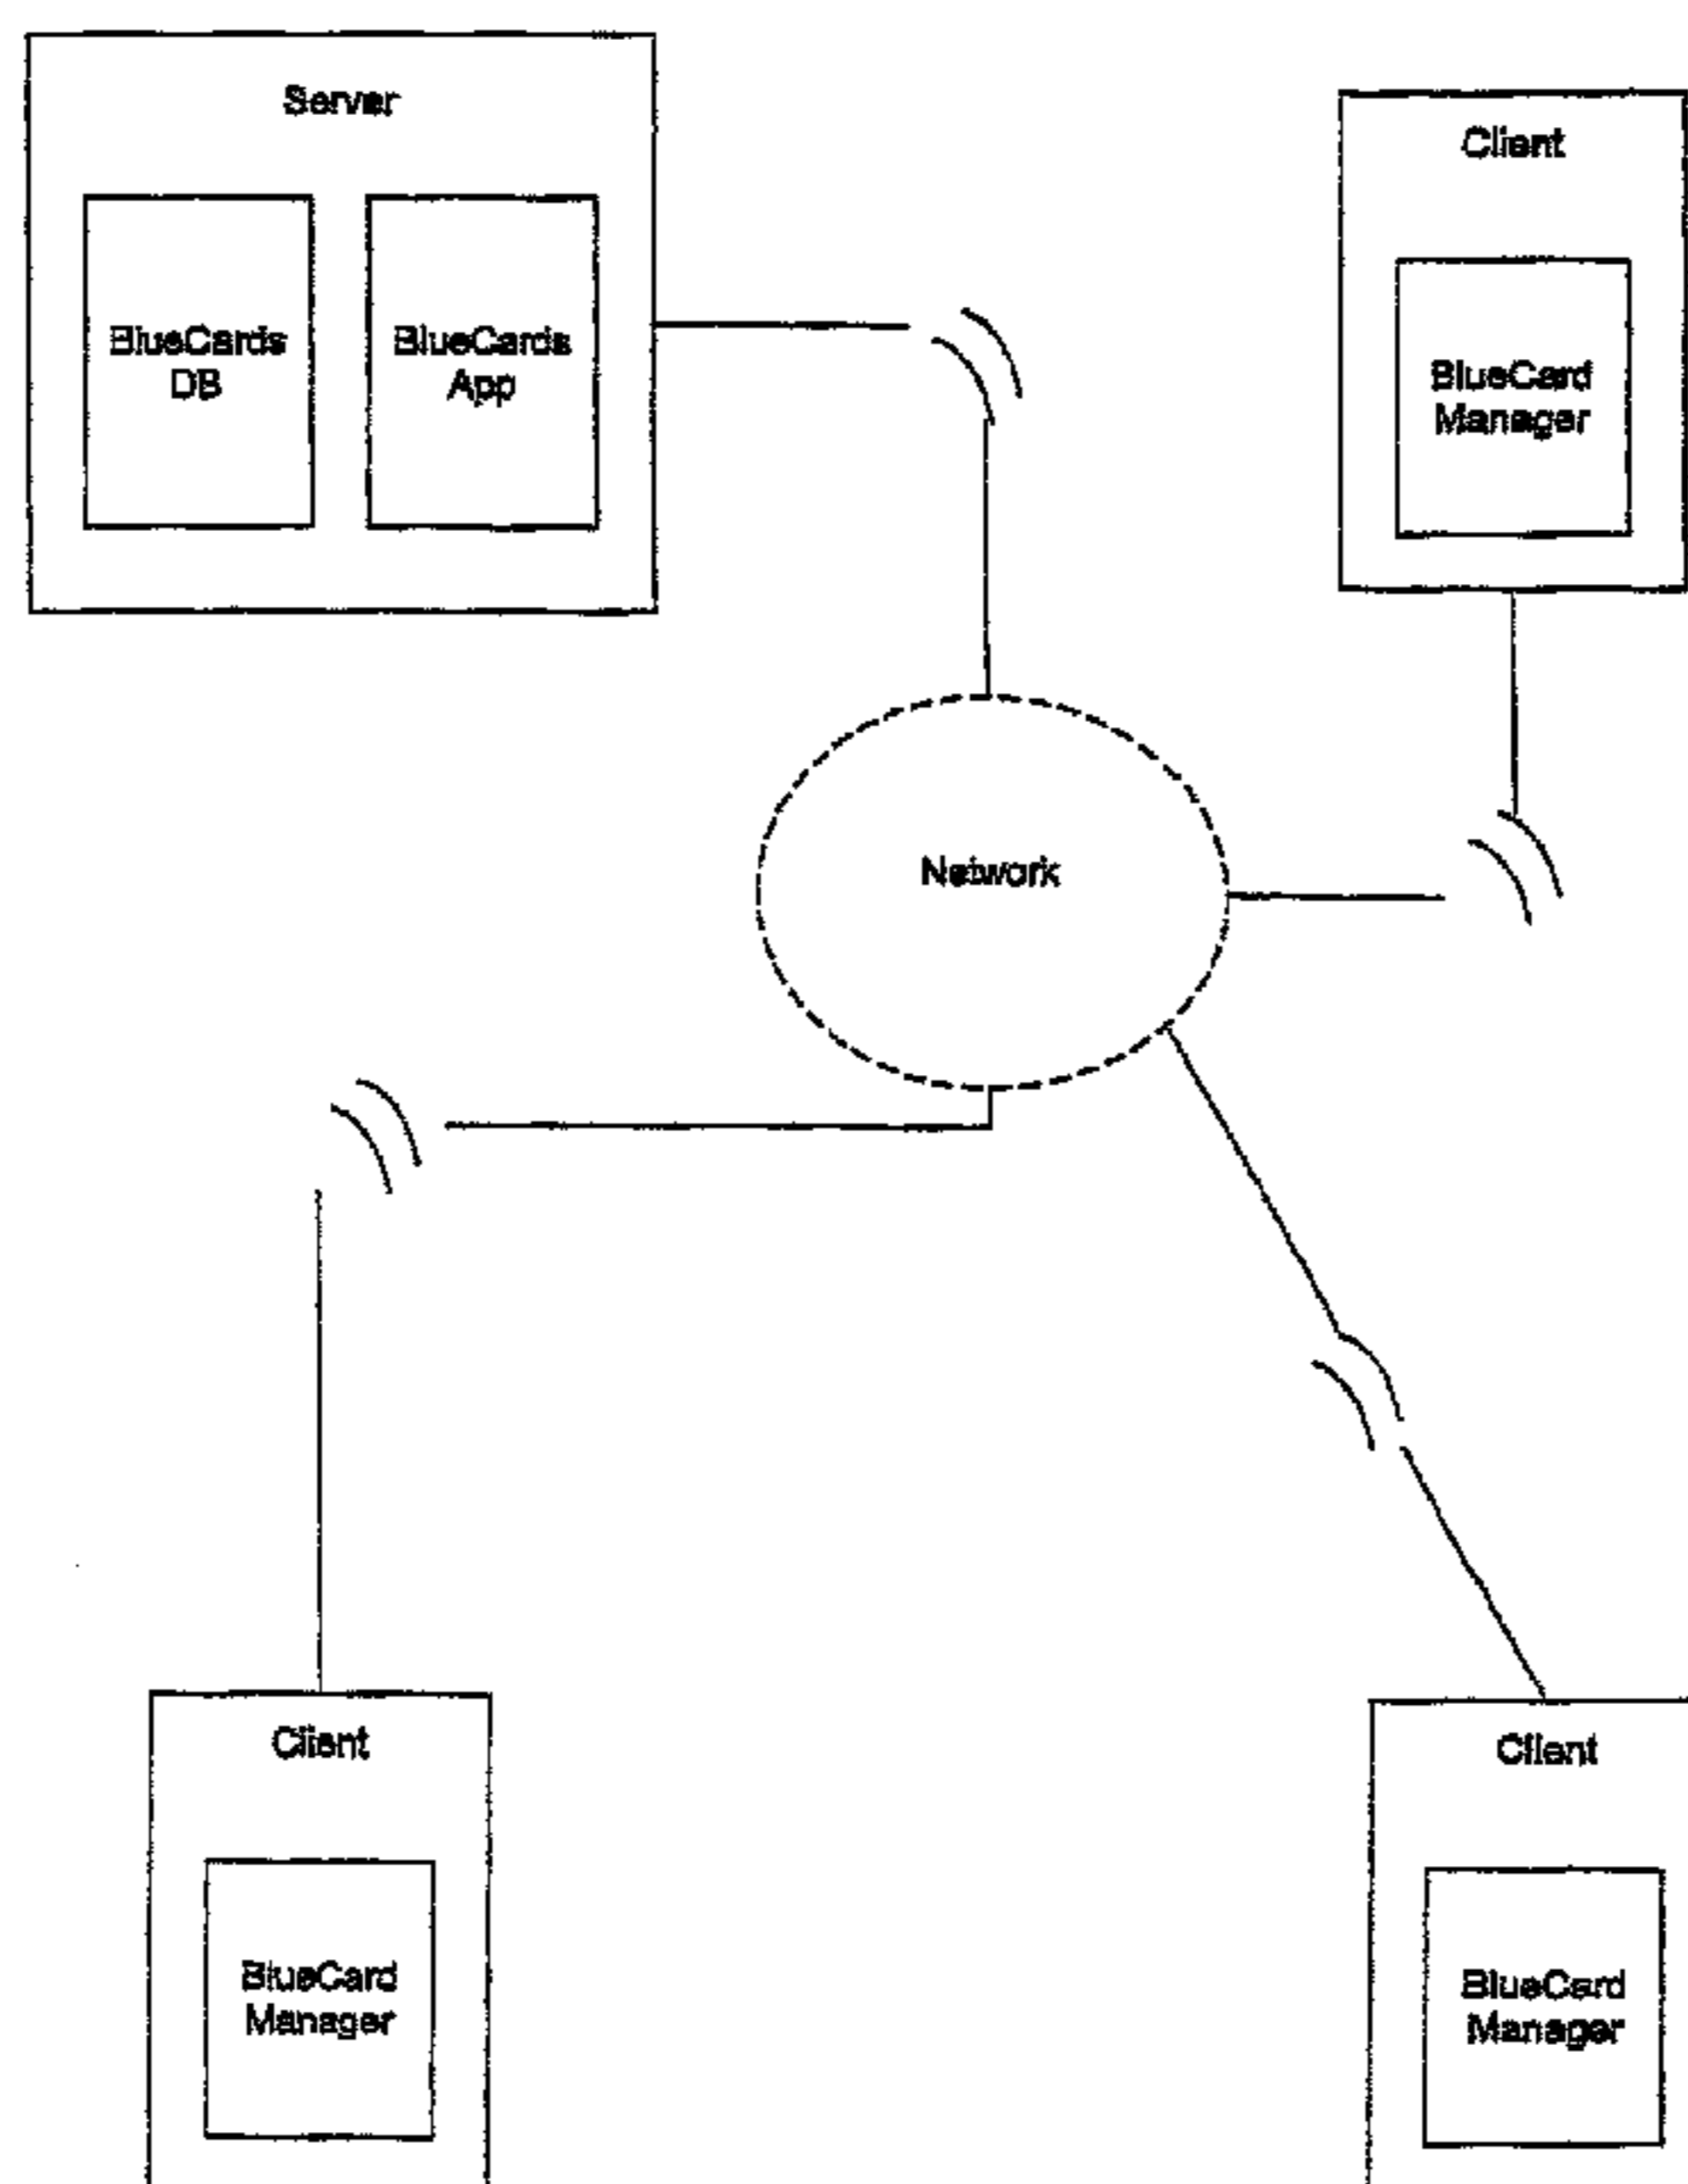 Server
BlueCards
DB
BlueCards
App
Client
BlueCard
Manager
Network
Client
BlueCard
Manager
Client
BlueCard
Manager